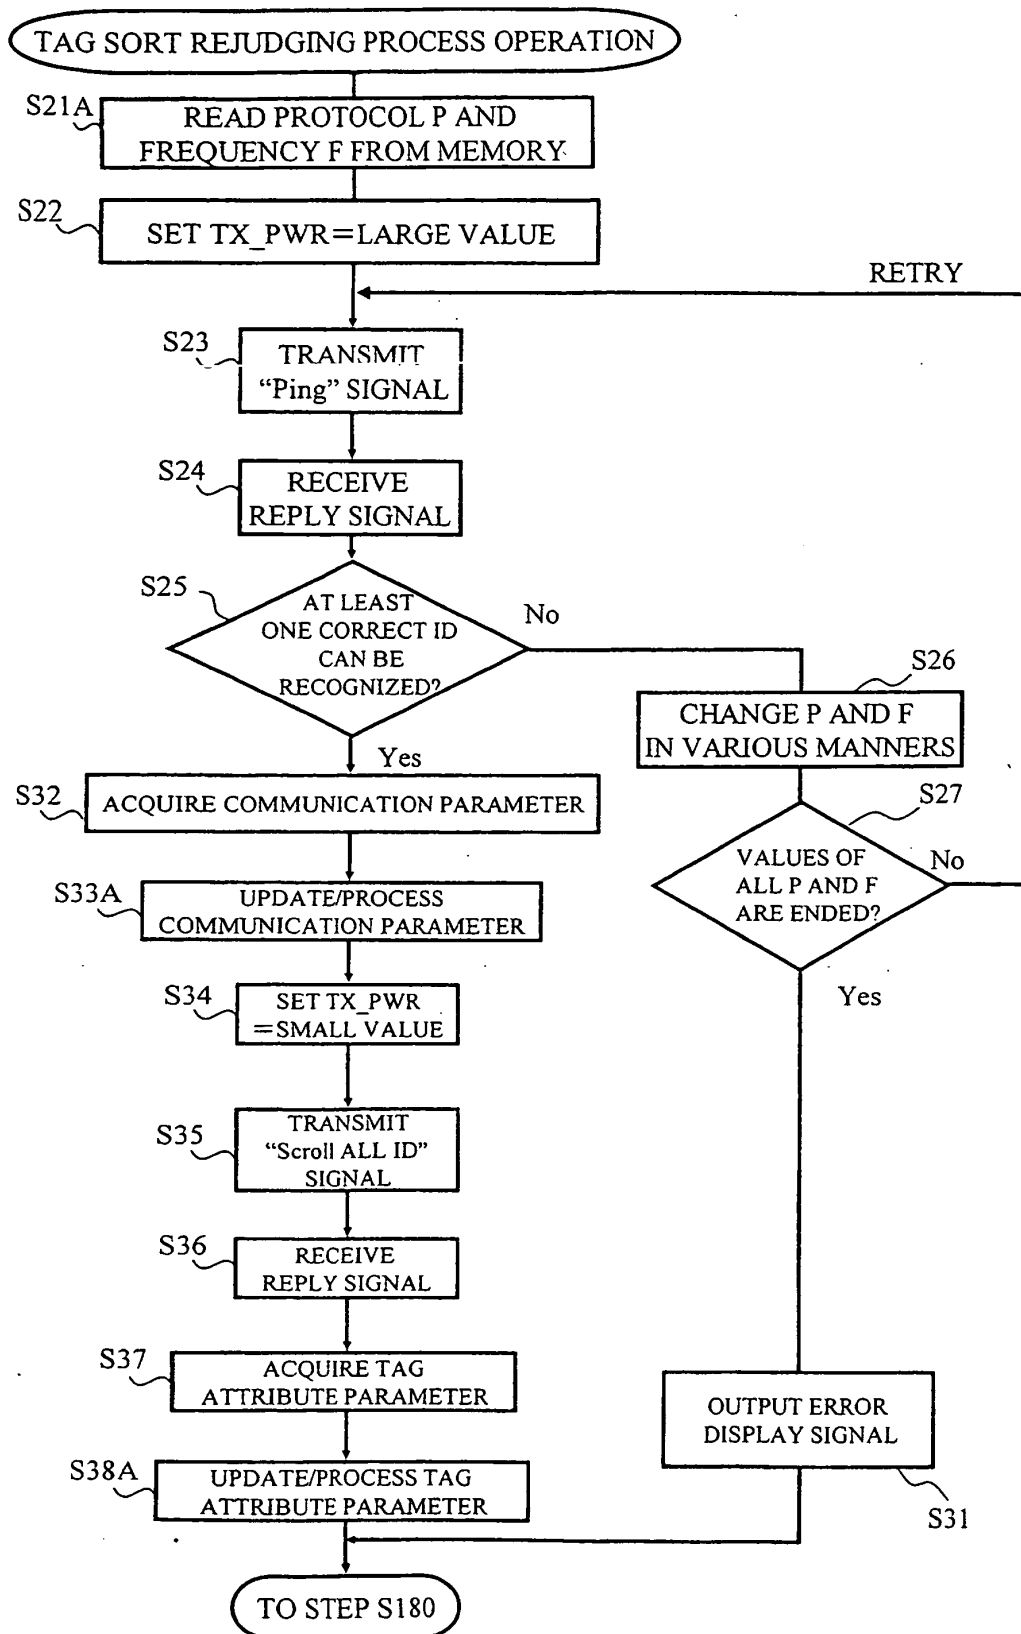 TAG SORT REJUDGING PROCESS OPERATION
S21A
READ PROTOCOL P AND
FREQUENCY F FROM MEMORY
S22
SET TX_PWR=LARGE VALUE
RETRY
S23
TRANSMIT
“Ping” SIGNAL
S24
RECEIVE
REPLY SIGNAL
S25
AT LEAST
ONE CORRECT ID
CAN BE
RECOGNIZED?
No
S26
CHANGE P AND F
IN VARIOUS MANNERS
Yes
S32
ACQUIRE COMMUNICATION PARAMETER
S27
VALUES OF
ALL P AND F
ARE ENDED?
No
S33A
UPDATE/PROCESS
COMMUNICATION PARAMETER
S34
SET TX_PWR
=SMALL VALUE
Yes
S35
TRANSMIT
“Scroll ALL ID”
SIGNAL
S36
RECEIVE
REPLY SIGNAL
S37
ACQUIRE TAG
ATTRIBUTE PARAMETER
OUTPUT ERROR
DISPLAY SIGNAL
S31
S38A
UPDATE/PROCESS TAG
ATTRIBUTE PARAMETER
TO STEP S180